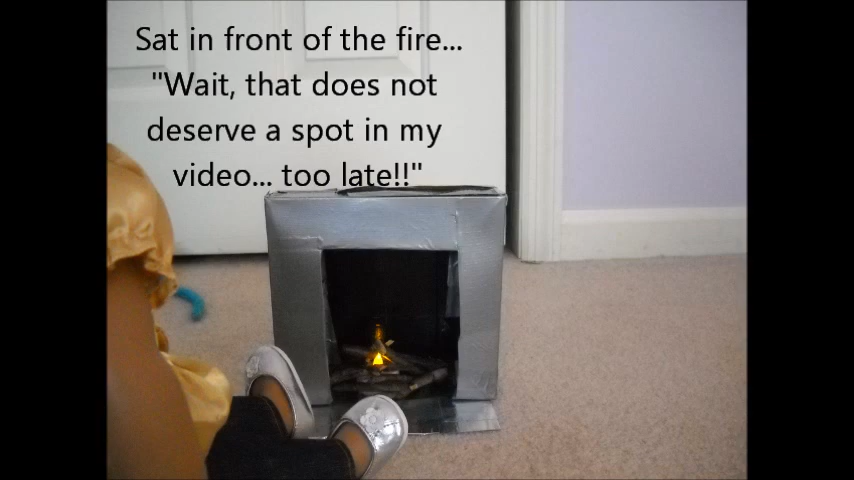 Sat in front of the fire...
"Wait, that does not
deserve a spot in my
video... too late!!"